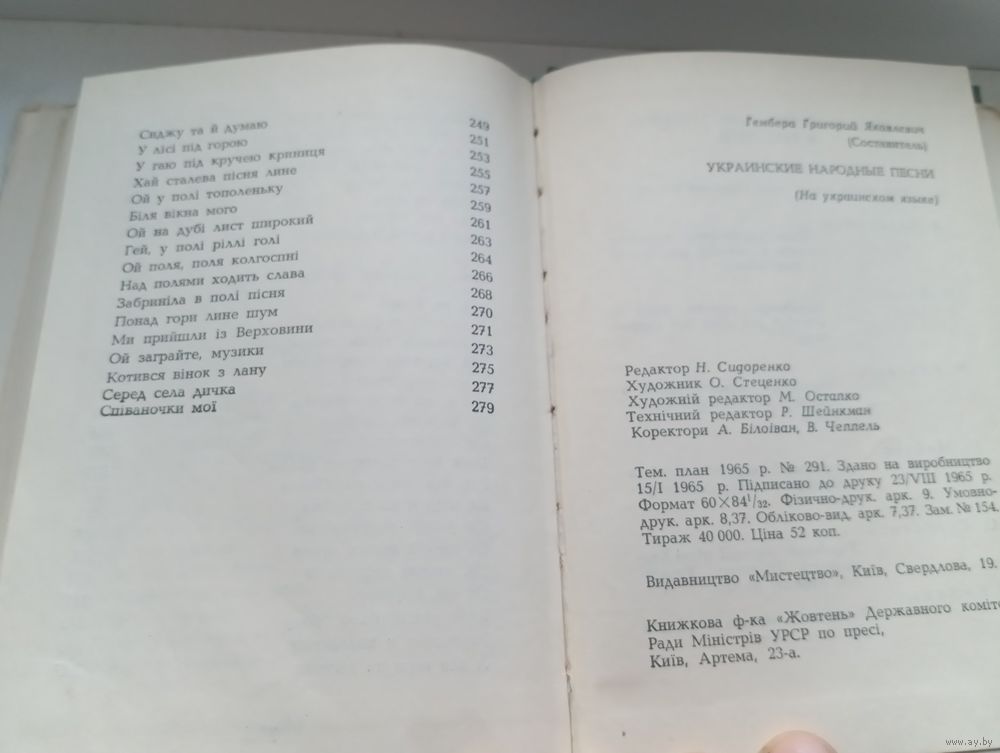 Сиджу та й думаю 249
У лісі під горою 251
У гаю під кручею криниця 253
Хай сталева пісня лине 255
Ой у полі тополеньку 257
Біля вікна мого 259
Ой на дубі лист широкий 261
Гей, у полі ріллі голі 263
Ой поля, поля колгоспні 264
Над полями ходить слава 266
Забриніла в полі пісня 268
Понад гори лине шум 270
Ми прийшли із Верховини 271
Ой заграйте, музики 273
Котився вінок з лану 275
Серед села дичка 277
Співаночки мої 279
Гембера Григорий Яковлевич
(Составитель)
УКРАИНСКИЕ НАРОДНЫЕ ПЕСНИ
(На украинском языке)
Редактор Н. Сидоренко
Художник О. Стеценко
Художній редактор М. Остапко
Технічний редактор Р. Шейнкман
Коректори А. Білоіван, В. Чеппель
Тем. план 1965 р. № 291. Здано на виробництво
15/I 1965 р. Підписано до друку 23/VIII 1965 р.
Формат 60×84¹/₃₂. Фізично-друк. арк. 9. Умовно-
друк. арк. 8,37. Обліково-вид. арк. 7,37. Зам. № 154.
Тираж 40 000. Ціна 52 коп.
Видавництво «Мистецтво», Київ, Свердлова, 19.
Книжкова ф-ка «Жовтень» Державного коміте
Ради Міністрів УРСР по пресі,
Київ, Артема, 23-а.
www.ay.by